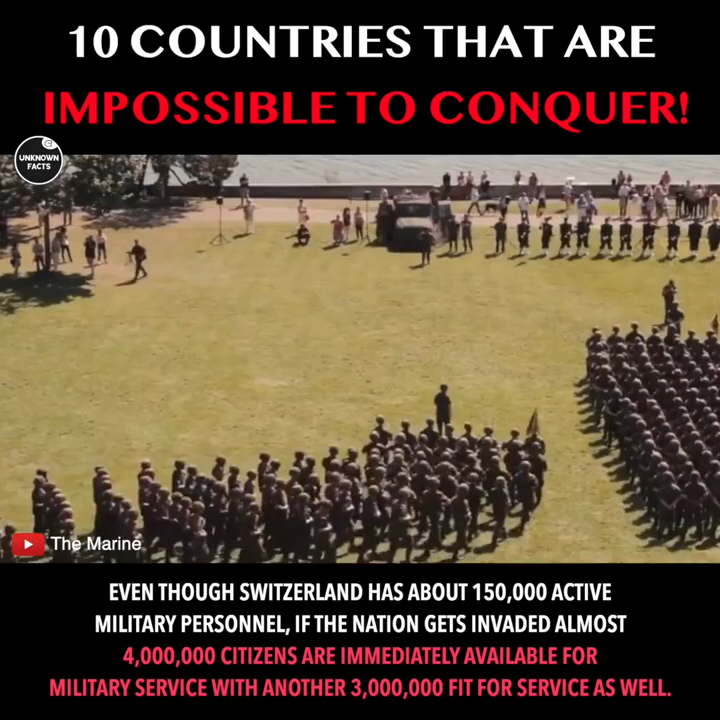 10 COUNTRIES THAT ARE
IMPOSSIBLE TO CONQUER!
UNKNOWN
FACTS
The Marine
EVEN THOUGH SWITZERLAND HAS ABOUT 150,000 ACTIVE
MILITARY PERSONNEL, IF THE NATION GETS INVADED ALMOST
4,000,000 CITIZENS ARE IMMEDIATELY AVAILABLE FOR
MILITARY SERVICE WITH ANOTHER 3,000,000 FIT FOR SERVICE AS WELL.